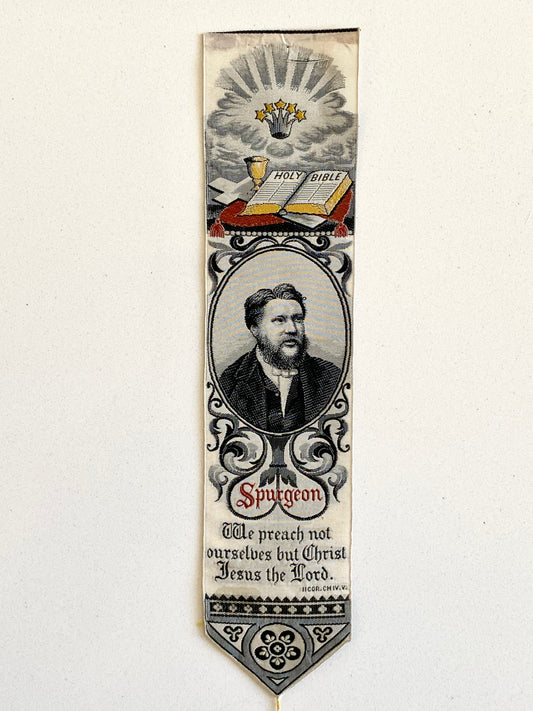 HOLY BIBLE
Spurgeon
We preach not
ourselves but Christ
Jesus the Lord.
II COR. CH IV. V.